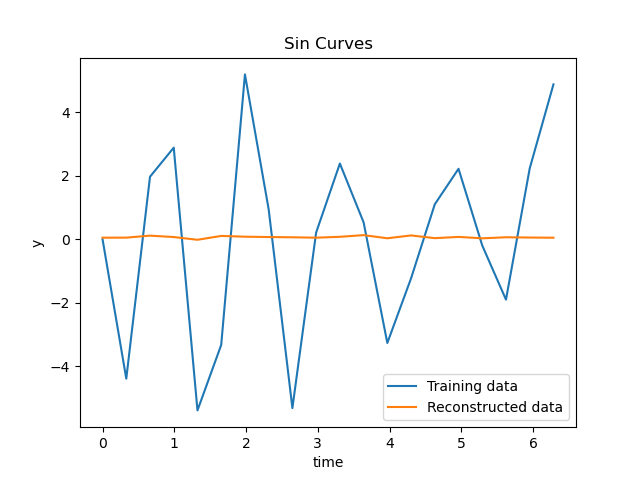 Sin Curves
4
2
0
−2
−4
y
0 1 2 3 4 5 6
time
Training data
Reconstructed data